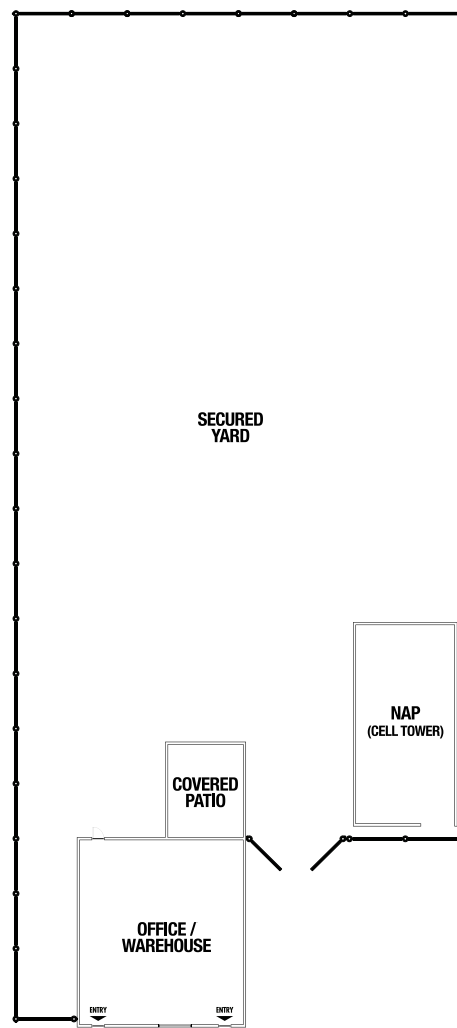 SECURED
YARD
NAP
(CELL TOWER)
COVERED
PATIO
OFFICE /
WAREHOUSE
ENTRY
ENTRY